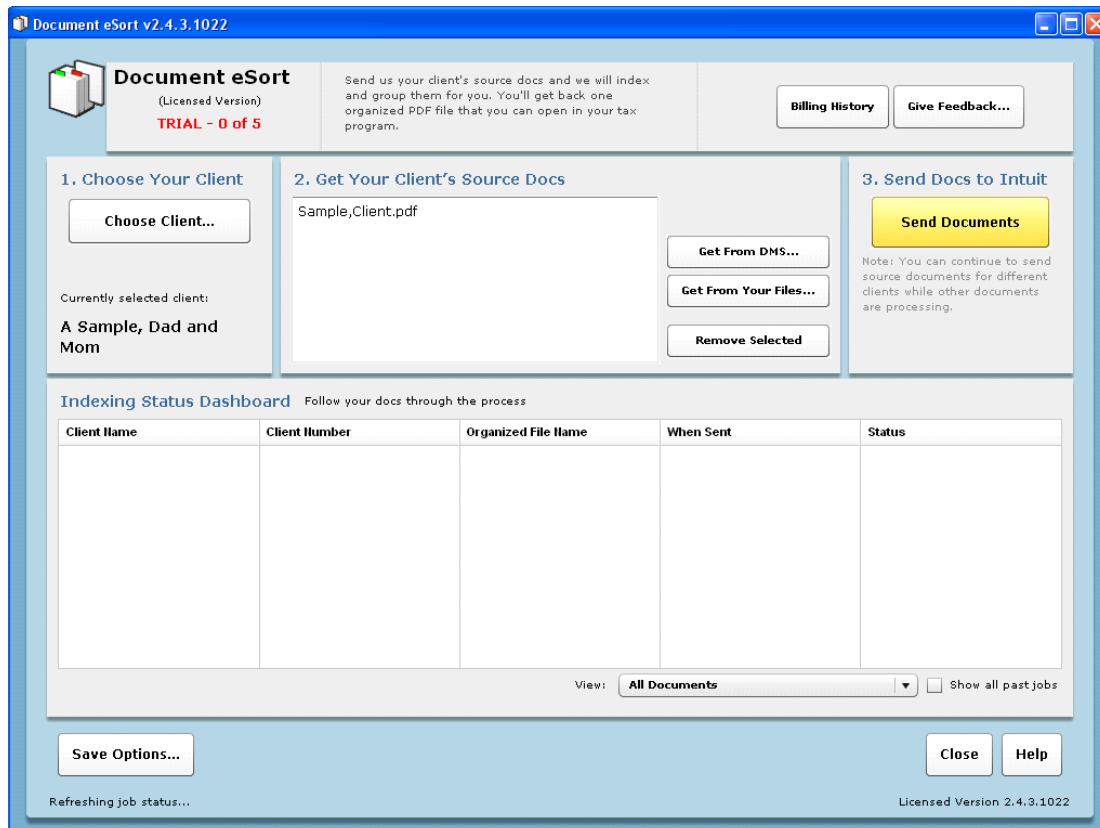 Document eSort v2.4.3.1022
Document eSort
(Licensed Version)
TRIAL - 0 of 5
Send us your client's source docs and we will index
and group them for you. You'll get back one
organized PDF file that you can open in your tax
program.
Billing History
Give Feedback...
1. Choose Your Client
Choose Client...
Currently selected client:
A Sample, Dad and
Mom
2. Get Your Client's Source Docs
Sample,Client.pdf
Get From DMS...
Get From Your Files...
Remove Selected
3. Send Docs to Intuit
Send Documents
Note: You can continue to send
source documents for different
clients while other documents
are processing.
Indexing Status Dashboard Follow your docs through the process
Client Name Client Number Organized File Name When Sent Status
View: All Documents Show all past jobs
Save Options...
Close
Help
Refreshing job status...
Licensed Version 2.4.3.1022